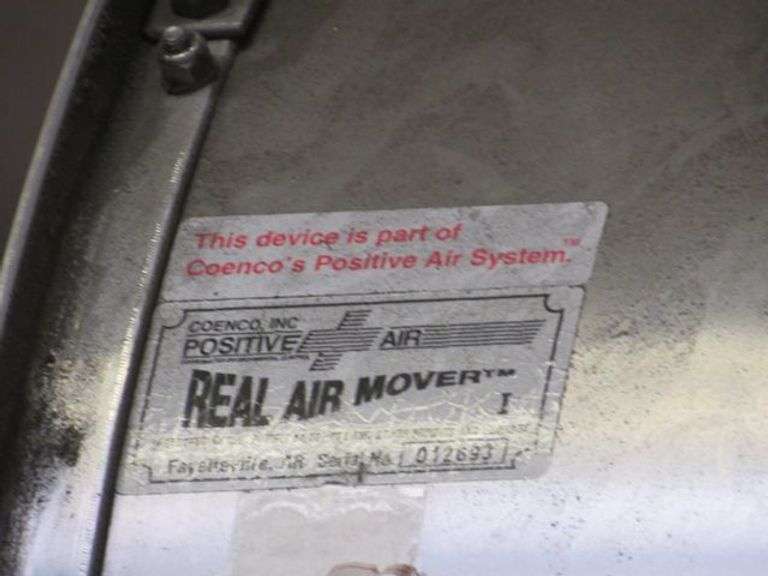 This device is part of
Coenco's Positive Air System.™
COENCO, INC
POSITIVE AIR
REAL AIR MOVER™
I
Fayetteville, AR Serial No. 012693